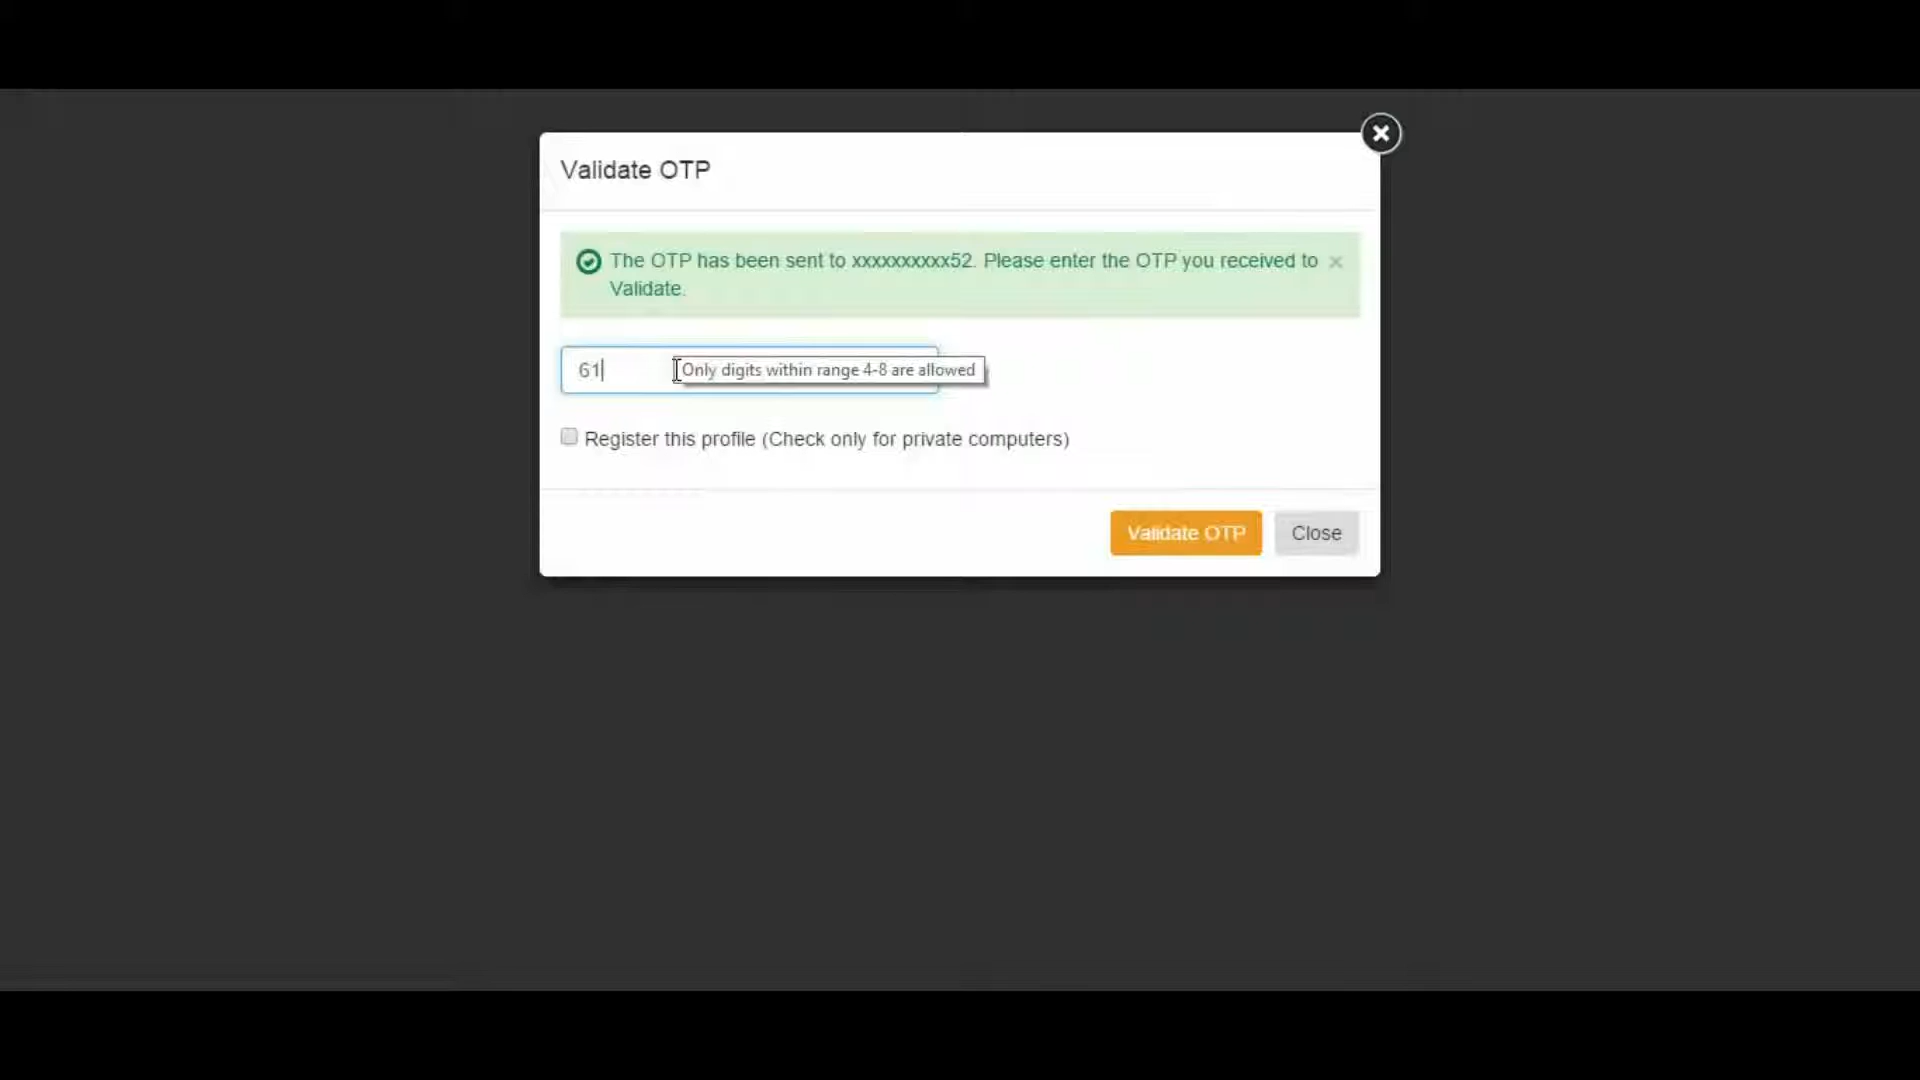 Validate OTP
The OTP has been sent to xxxxxxxxxx52. Please enter the OTP you received to
Validate.
61
Only digits within range 4-8 are allowed
Register this profile (Check only for private computers)
Validate OTP
Close